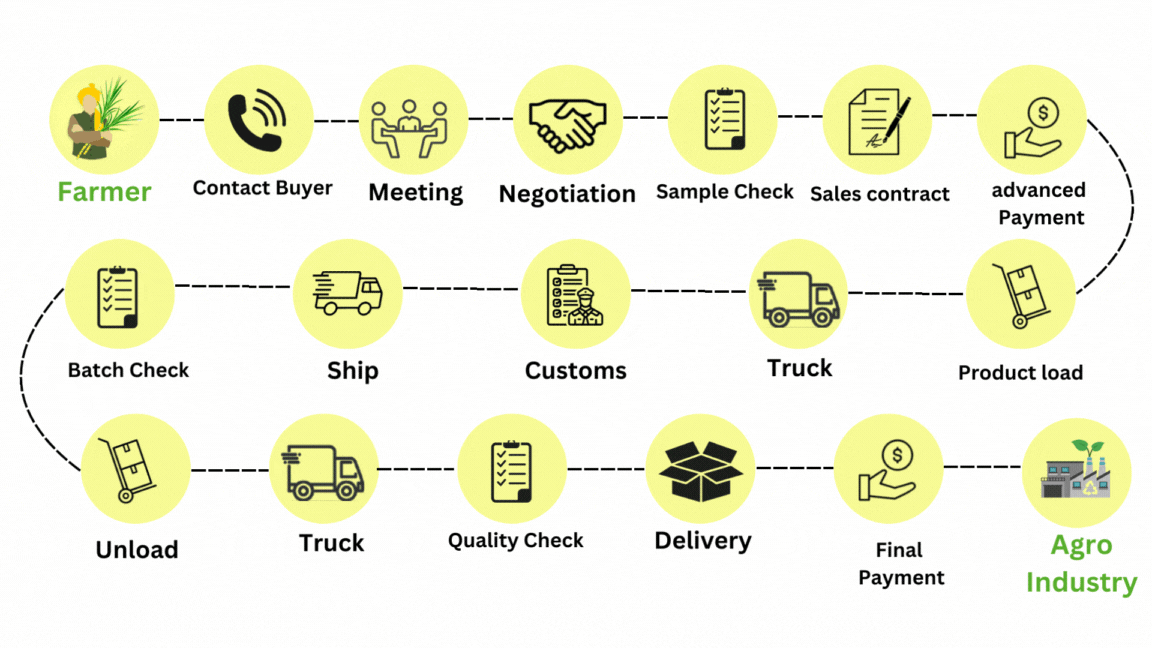 Farmer
Contact Buyer
Meeting
Negotiation
Sample Check
Sales contract
advanced
Payment
Product load
Truck
Customs
Ship
Batch Check
Unload
Truck
Quality Check
Delivery
Final
Payment
Agro
Industry